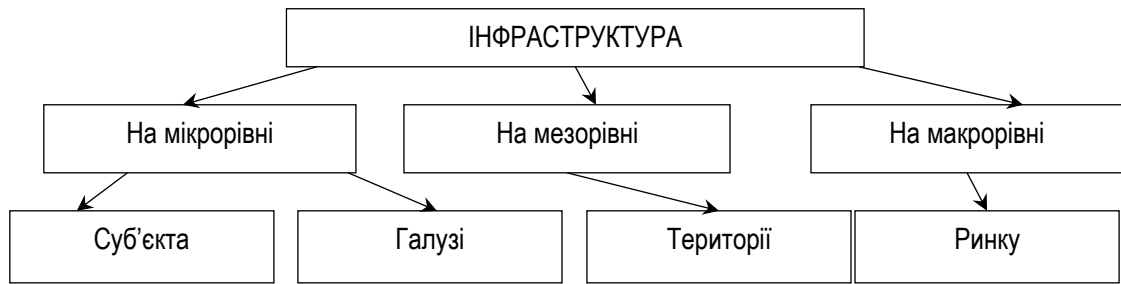 ІНФРАСТРУКТУРА
На мікрорівні
На мезорівні
На макрорівні
Суб’єкта
Галузі
Території
Ринку